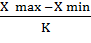 X max – X min
K